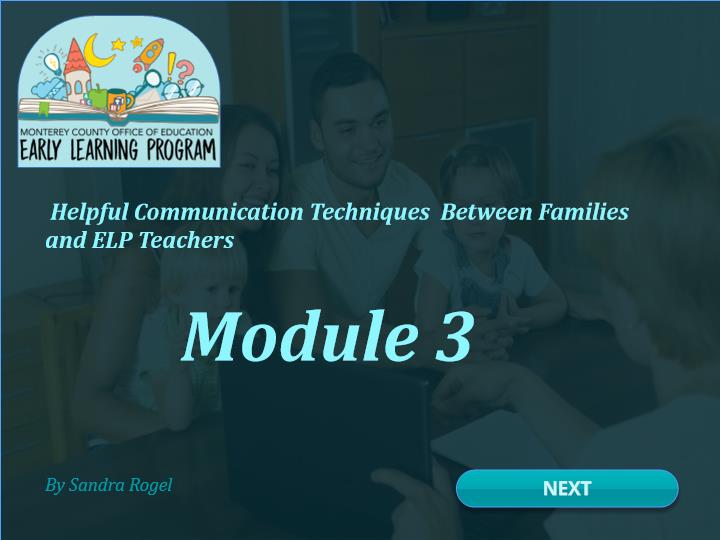 MONTEREY COUNTY OFFICE OF EDUCATION
EARLY LEARNING PROGRAM
Helpful Communication Techniques Between Families
and ELP Teachers
Module 3
By Sandra Rogel
NEXT